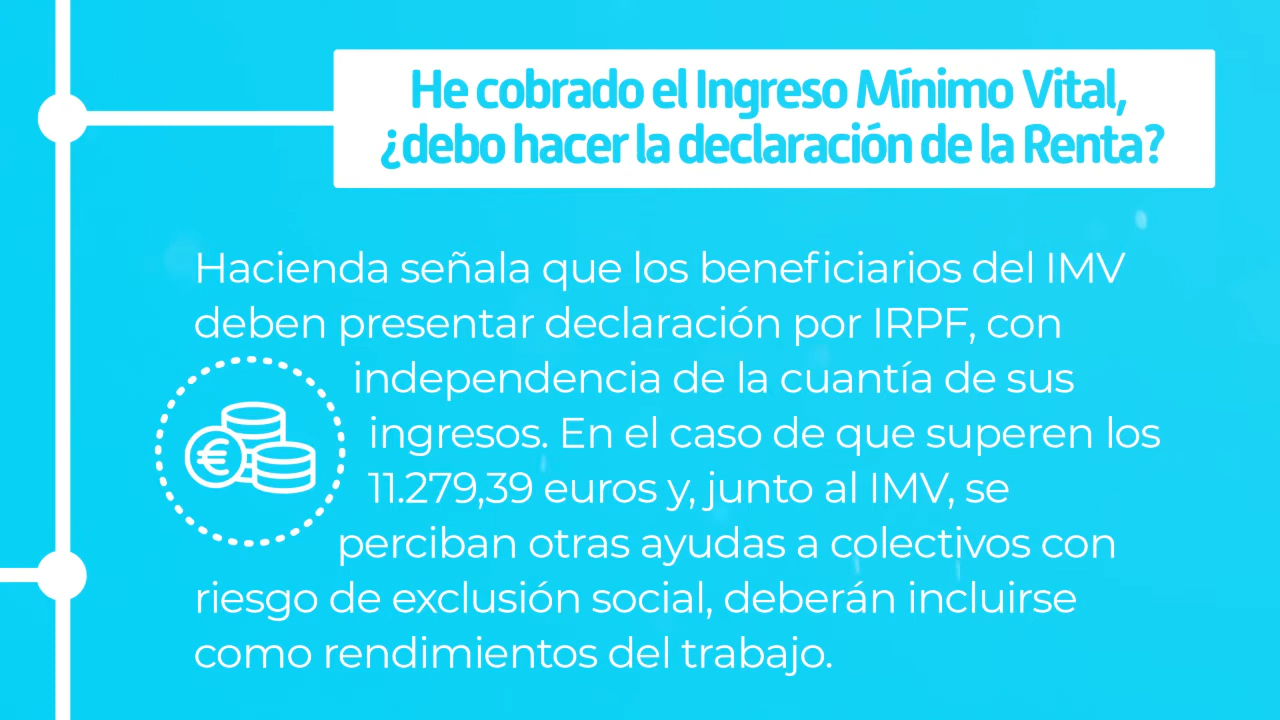 He cobrado el Ingreso Mínimo Vital,
¿debo hacer la declaración de la Renta?
Hacienda señala que los beneficiarios del IMV
deben presentar declaración por IRPF, con
independencia de la cuantía de sus
ingresos. En el caso de que superen los
11.279,39 euros y, junto al IMV, se
perciban otras ayudas a colectivos con
riesgo de exclusión social, deberán incluirse
como rendimientos del trabajo.
€